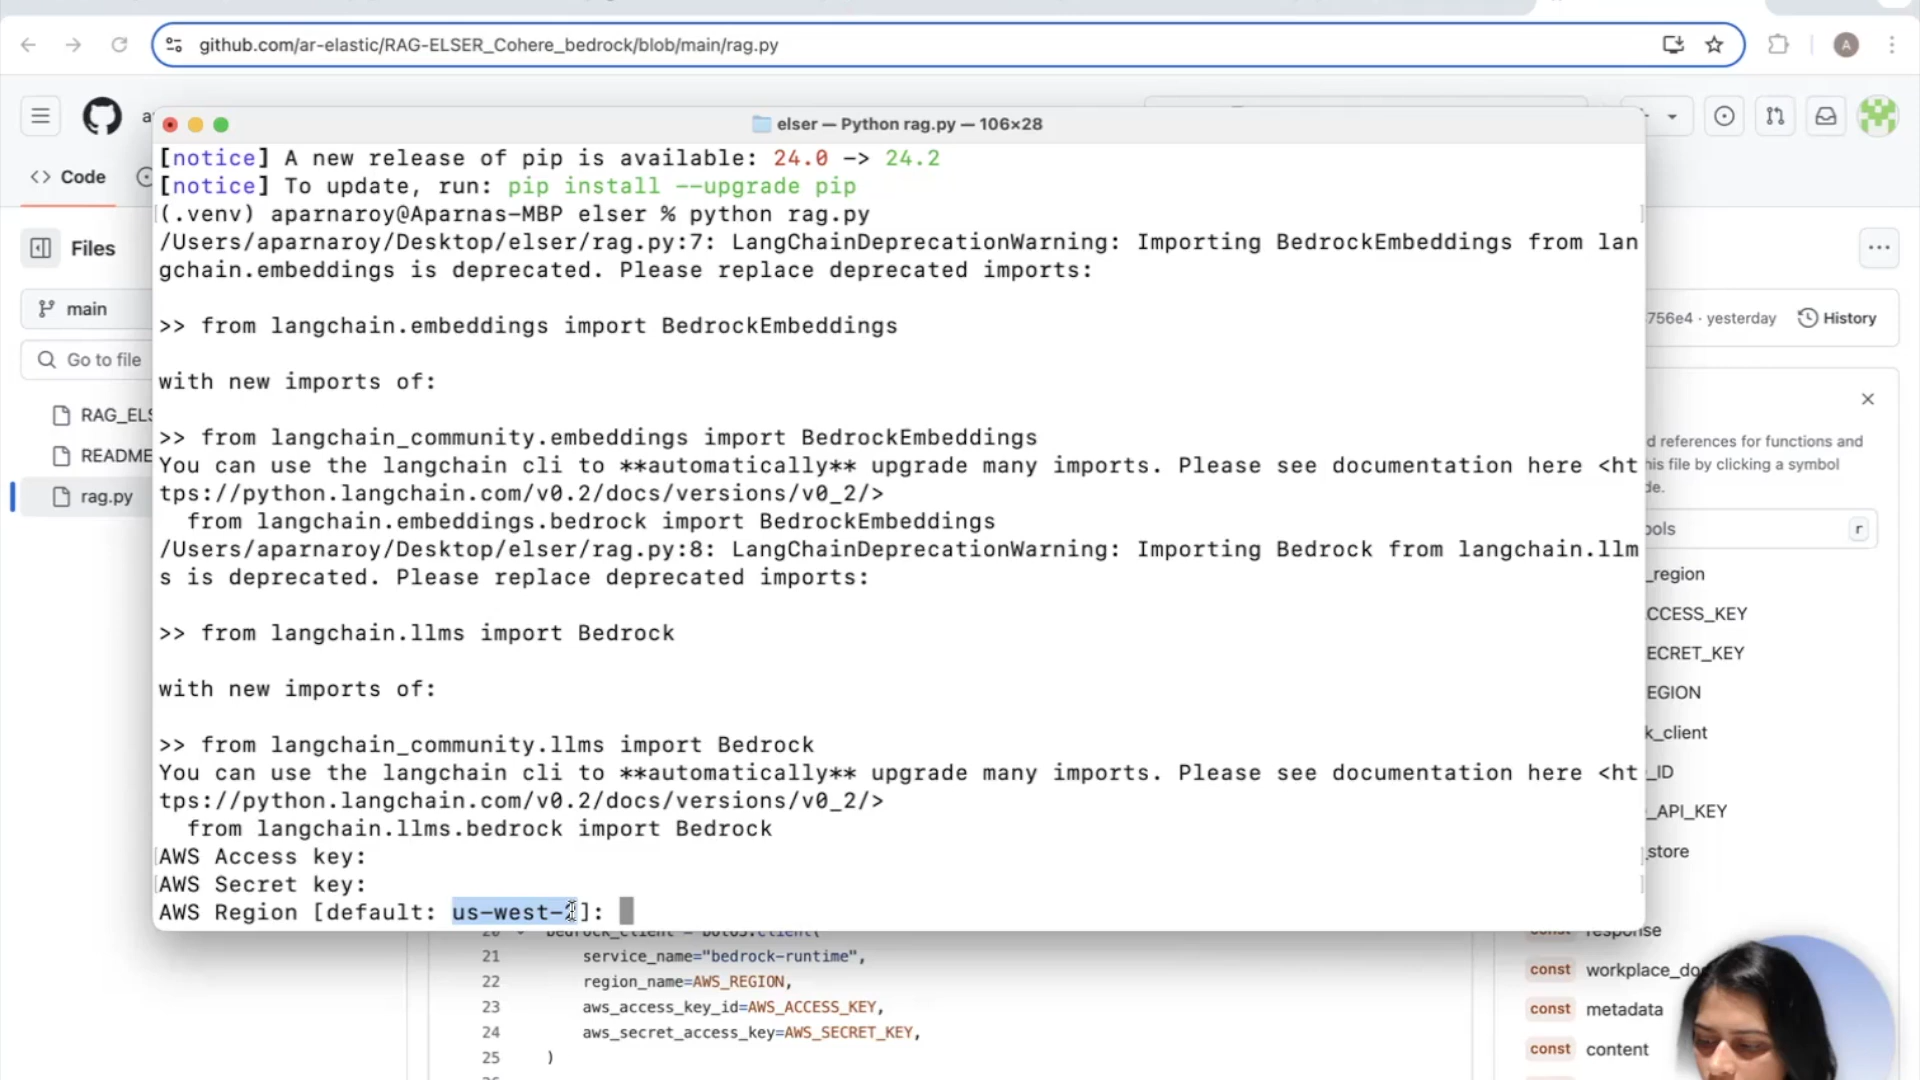 github.com/ar-elastic/RAG-ELSER_Cohere_bedrock/blob/main/rag.py
A
elser — Python rag.py — 106×28
<> Code
Files
main
Go to file
RAG_ELS
README
rag.py
[notice] A new release of pip is available: 24.0 -> 24.2
[notice] To update, run: pip install --upgrade pip
(.venv) aparnaroy@Aparnas-MBP elser % python rag.py
/Users/aparnaroy/Desktop/elser/rag.py:7: LangChainDeprecationWarning: Importing BedrockEmbeddings from lan
gchain.embeddings is deprecated. Please replace deprecated imports:
>> from langchain.embeddings import BedrockEmbeddings
with new imports of:
>> from langchain_community.embeddings import BedrockEmbeddings
You can use the langchain cli to **automatically** upgrade many imports. Please see documentation here <ht
tps://python.langchain.com/v0.2/docs/versions/v0_2/>
  from langchain.embeddings.bedrock import BedrockEmbeddings
/Users/aparnaroy/Desktop/elser/rag.py:8: LangChainDeprecationWarning: Importing Bedrock from langchain.llm
s is deprecated. Please replace deprecated imports:
>> from langchain.llms import Bedrock
with new imports of:
>> from langchain_community.llms import Bedrock
You can use the langchain cli to **automatically** upgrade many imports. Please see documentation here <ht
tps://python.langchain.com/v0.2/docs/versions/v0_2/>
  from langchain.llms.bedrock import Bedrock
AWS Access key:
AWS Secret key:
AWS Region [default: us-west-2]:
756e4 · yesterday
History
d references for functions and
his file by clicking a symbol
de.
ools
r
_region
CCESS_KEY
ECRET_KEY
EGION
k_client
_ID
_API_KEY
_store
const response
const workplace_do
const metadata
const content
20 bedrock_client = boto3.client(
21 service_name="bedrock-runtime",
22 region_name=AWS_REGION,
23 aws_access_key_id=AWS_ACCESS_KEY,
24 aws_secret_access_key=AWS_SECRET_KEY,
25 )